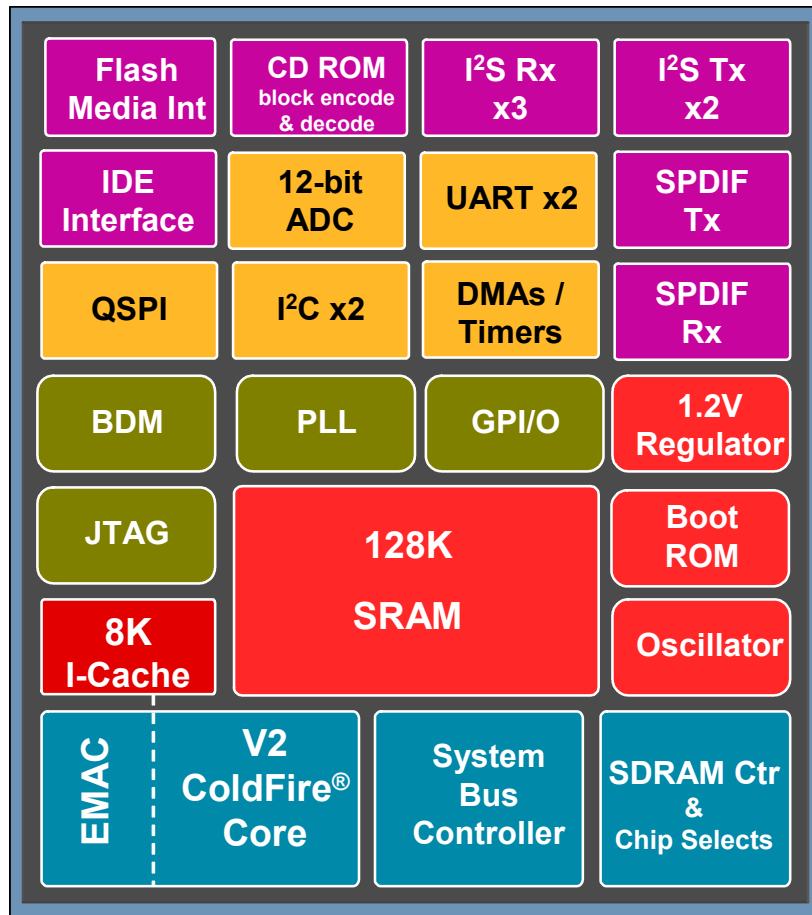 Flash
Media Int
CD ROM
block encode
& decode
I²S Rx
x3
I²S Tx
x2
IDE
Interface
12-bit
ADC
UART x2
SPDIF
Tx
QSPI
I²C x2
DMAs /
Timers
SPDIF
Rx
BDM
PLL
GPI/O
1.2V
Regulator
JTAG
128K
SRAM
Boot
ROM
8K
I-Cache
Oscillator
EMAC
V2
ColdFire®
Core
System
Bus
Controller
SDRAM Ctr
&
Chip Selects